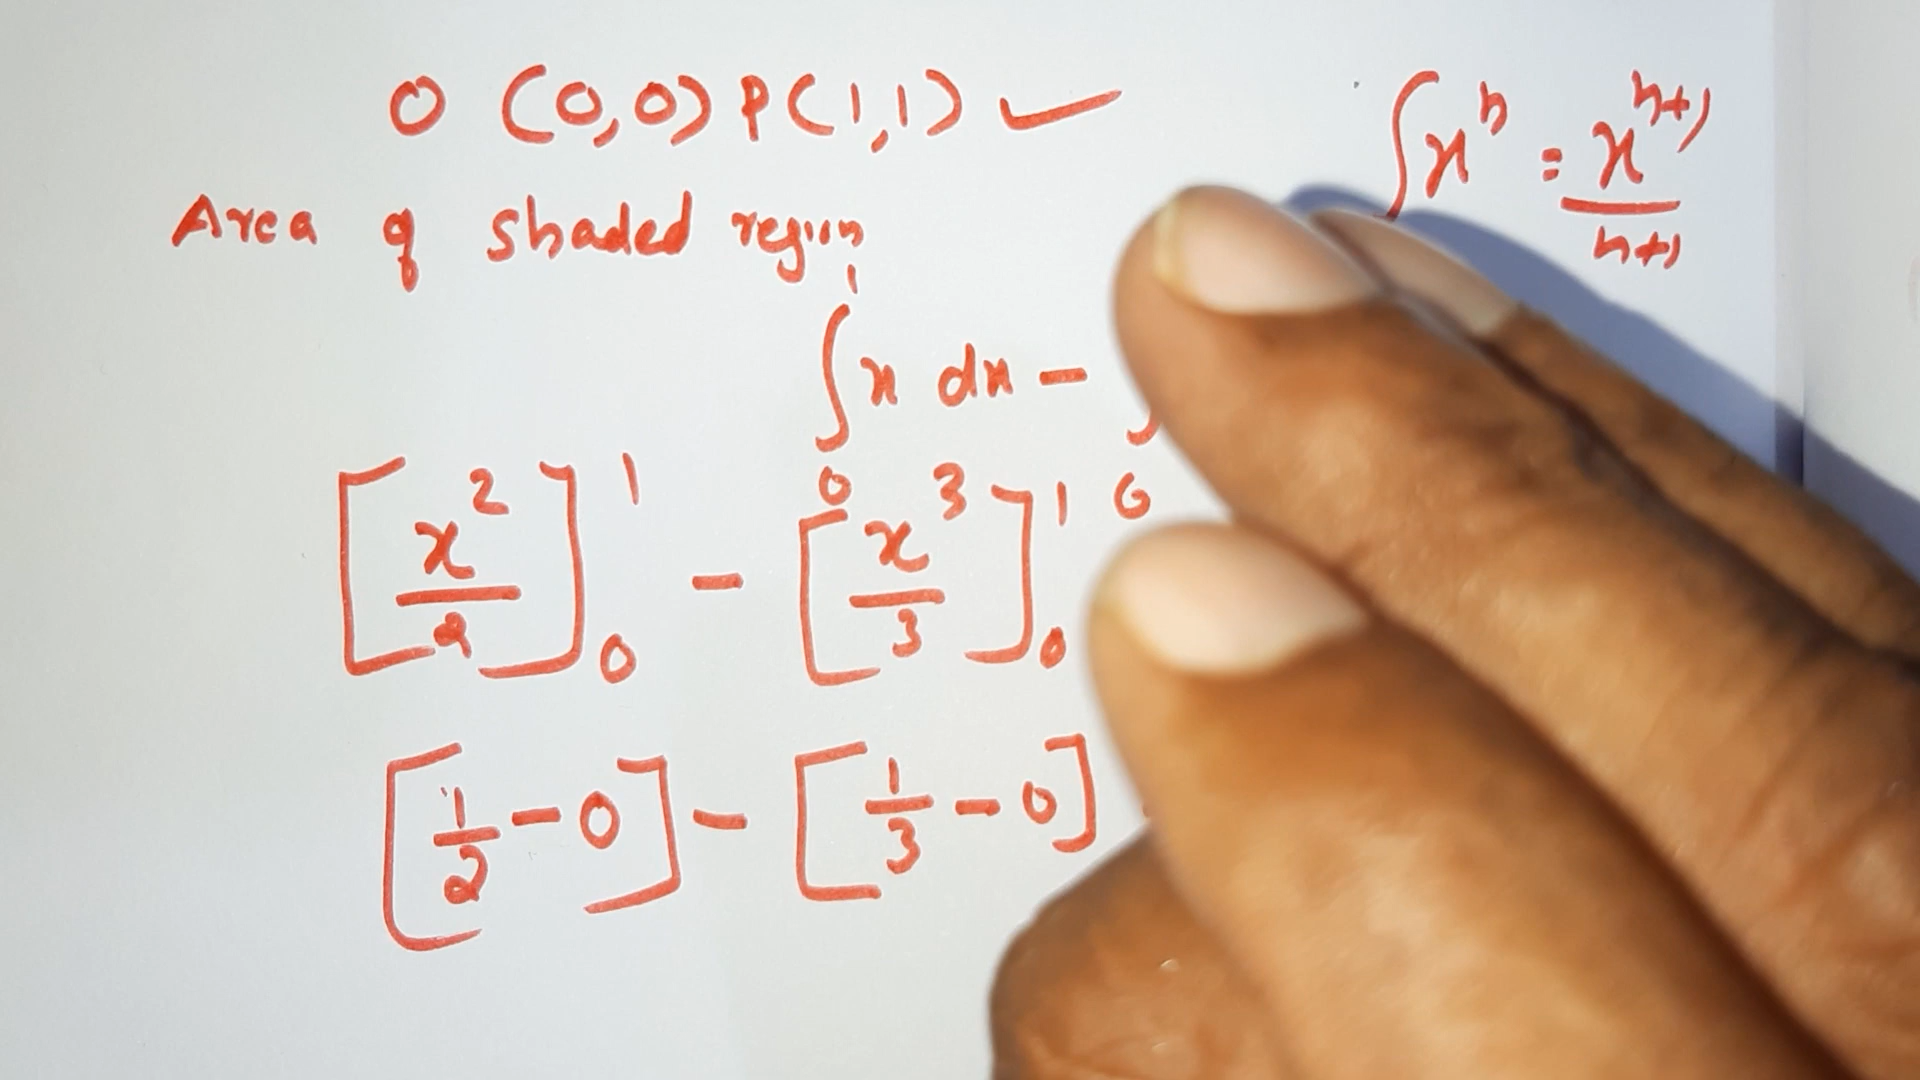 O (0,0) P(1,1) ✓
∫x^n = x^(n+1)/(n+1)
Area of shaded region
∫₀¹ x dx −
[x²/2]₀¹ − [x³/3]₀¹
[1/2 − 0] − [1/3 − 0]